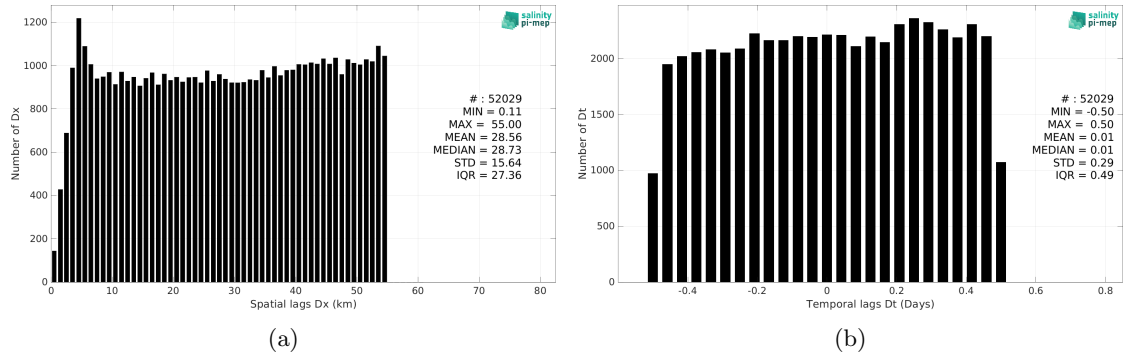 1200
1000
800
600
400
200
0
Number of Dx
salinity
pi-mep
# : 52029
MIN = 0.11
MAX = 55.00
MEAN = 28.56
MEDIAN = 28.73
STD = 15.64
IQR = 27.36
0 10 20 30 40 50 60 70 80
Spatial lags Dx (km)
(a)
2000
1500
1000
500
0
Number of Dt
salinity
pi-mep
# : 52029
MIN = -0.50
MAX = 0.50
MEAN = 0.01
MEDIAN = 0.01
STD = 0.29
IQR = 0.49
-0.4 -0.2 0 0.2 0.4 0.6 0.8
Temporal lags Dt (Days)
(b)